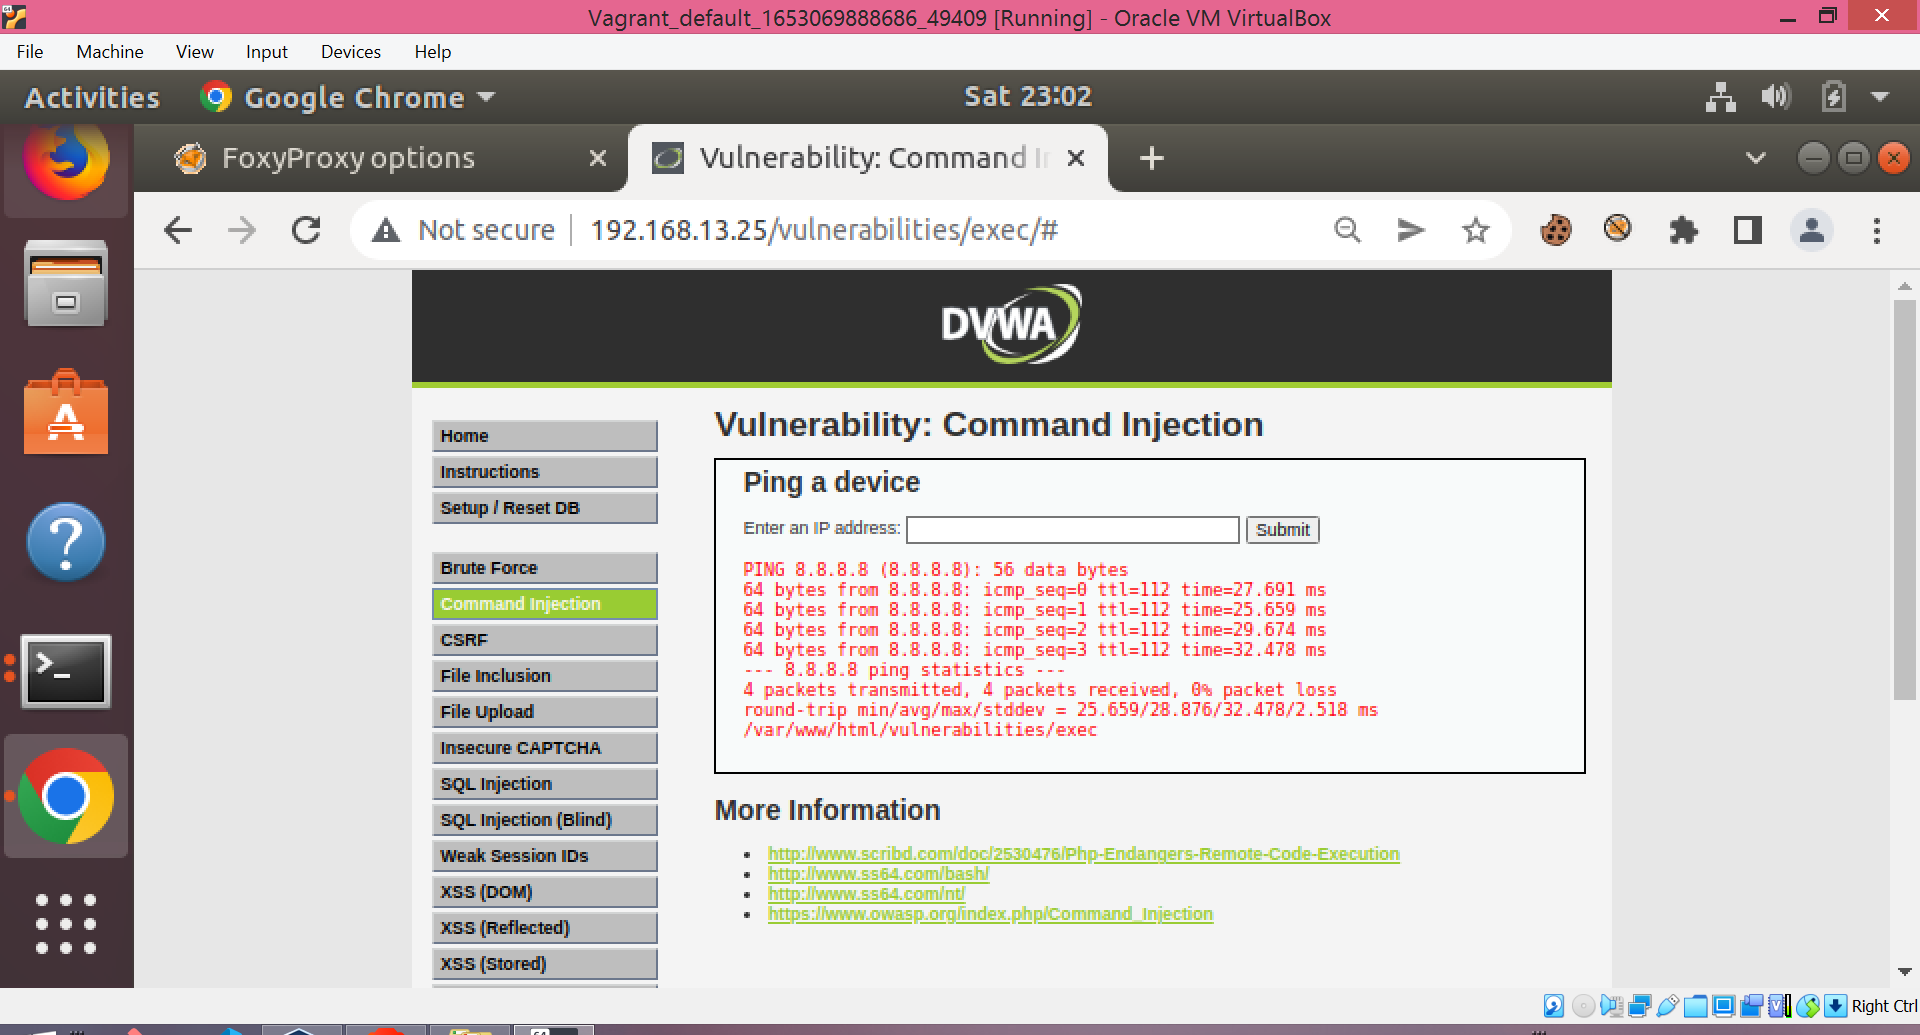 Vagrant_default_1653069888686_49409 [Running] - Oracle VM VirtualBox
File Machine View Input Devices Help
Activities Google Chrome Sat 23:02
FoxyProxy options Vulnerability: Command I
Not secure 192.168.13.25/vulnerabilities/exec/#
DVWA
Home
Instructions
Setup / Reset DB
Brute Force
Command Injection
CSRF
File Inclusion
File Upload
Insecure CAPTCHA
SQL Injection
SQL Injection (Blind)
Weak Session IDs
XSS (DOM)
XSS (Reflected)
XSS (Stored)
Vulnerability: Command Injection
Ping a device
Enter an IP address: Submit
PING 8.8.8.8 (8.8.8.8): 56 data bytes
64 bytes from 8.8.8.8: icmp_seq=0 ttl=112 time=27.691 ms
64 bytes from 8.8.8.8: icmp_seq=1 ttl=112 time=25.659 ms
64 bytes from 8.8.8.8: icmp_seq=2 ttl=112 time=29.674 ms
64 bytes from 8.8.8.8: icmp_seq=3 ttl=112 time=32.478 ms
--- 8.8.8.8 ping statistics ---
4 packets transmitted, 4 packets received, 0% packet loss
round-trip min/avg/max/stddev = 25.659/28.876/32.478/2.518 ms
/var/www/html/vulnerabilities/exec
More Information
http://www.scribd.com/doc/2530476/Php-Endangers-Remote-Code-Execution
http://www.ss64.com/bash/
http://www.ss64.com/nt/
https://www.owasp.org/index.php/Command_Injection
Right Ctrl